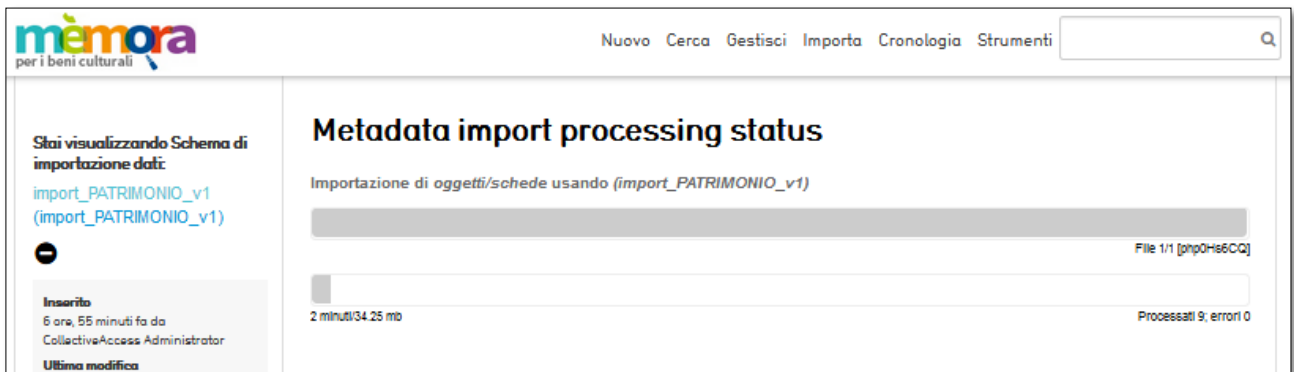 mèmora
per i beni culturali
Nuovo Cerca Gestisci Importa Cronologia Strumenti
Stai visualizzando Schema di
importazione dati:
import_PATRIMONIO_v1
(import_PATRIMONIO_v1)
Inserito
6 ore, 55 minuti fa da
CollectiveAccess Administrator
Ultima modifica
Metadata import processing status
Importazione di oggetti/schede usando (import_PATRIMONIO_v1)
File 1/1 [php0Hs6CQ]
2 minuti/34.25 mb
Processati 9; errori 0